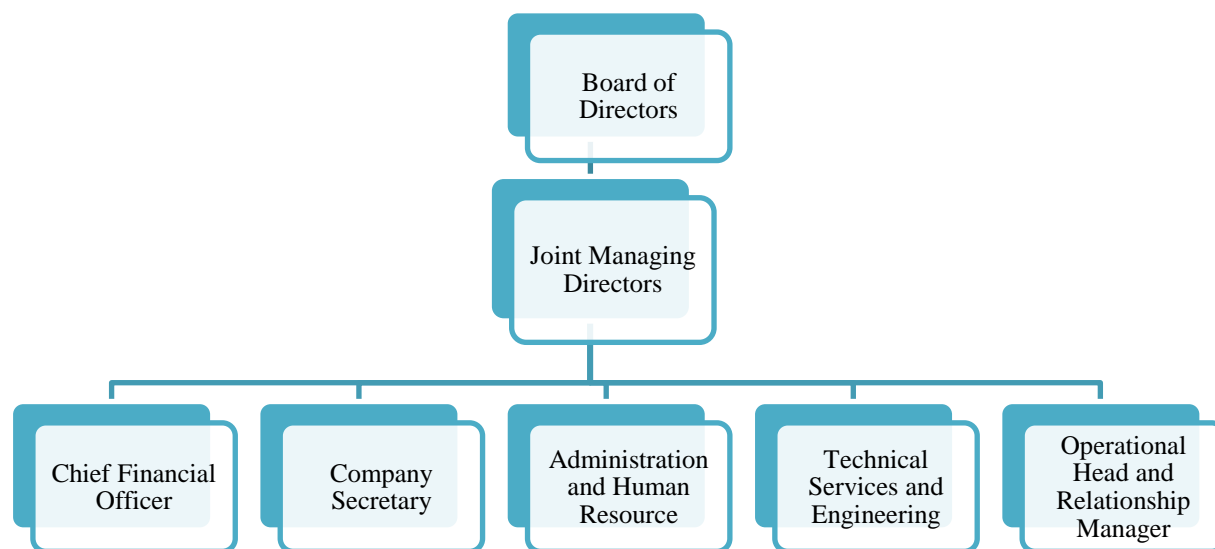 Board of
Directors
Joint Managing
Directors
Chief Financial
Officer
Company
Secretary
Administration
and Human
Resource
Technical
Services and
Engineering
Operational
Head and
Relationship
Manager